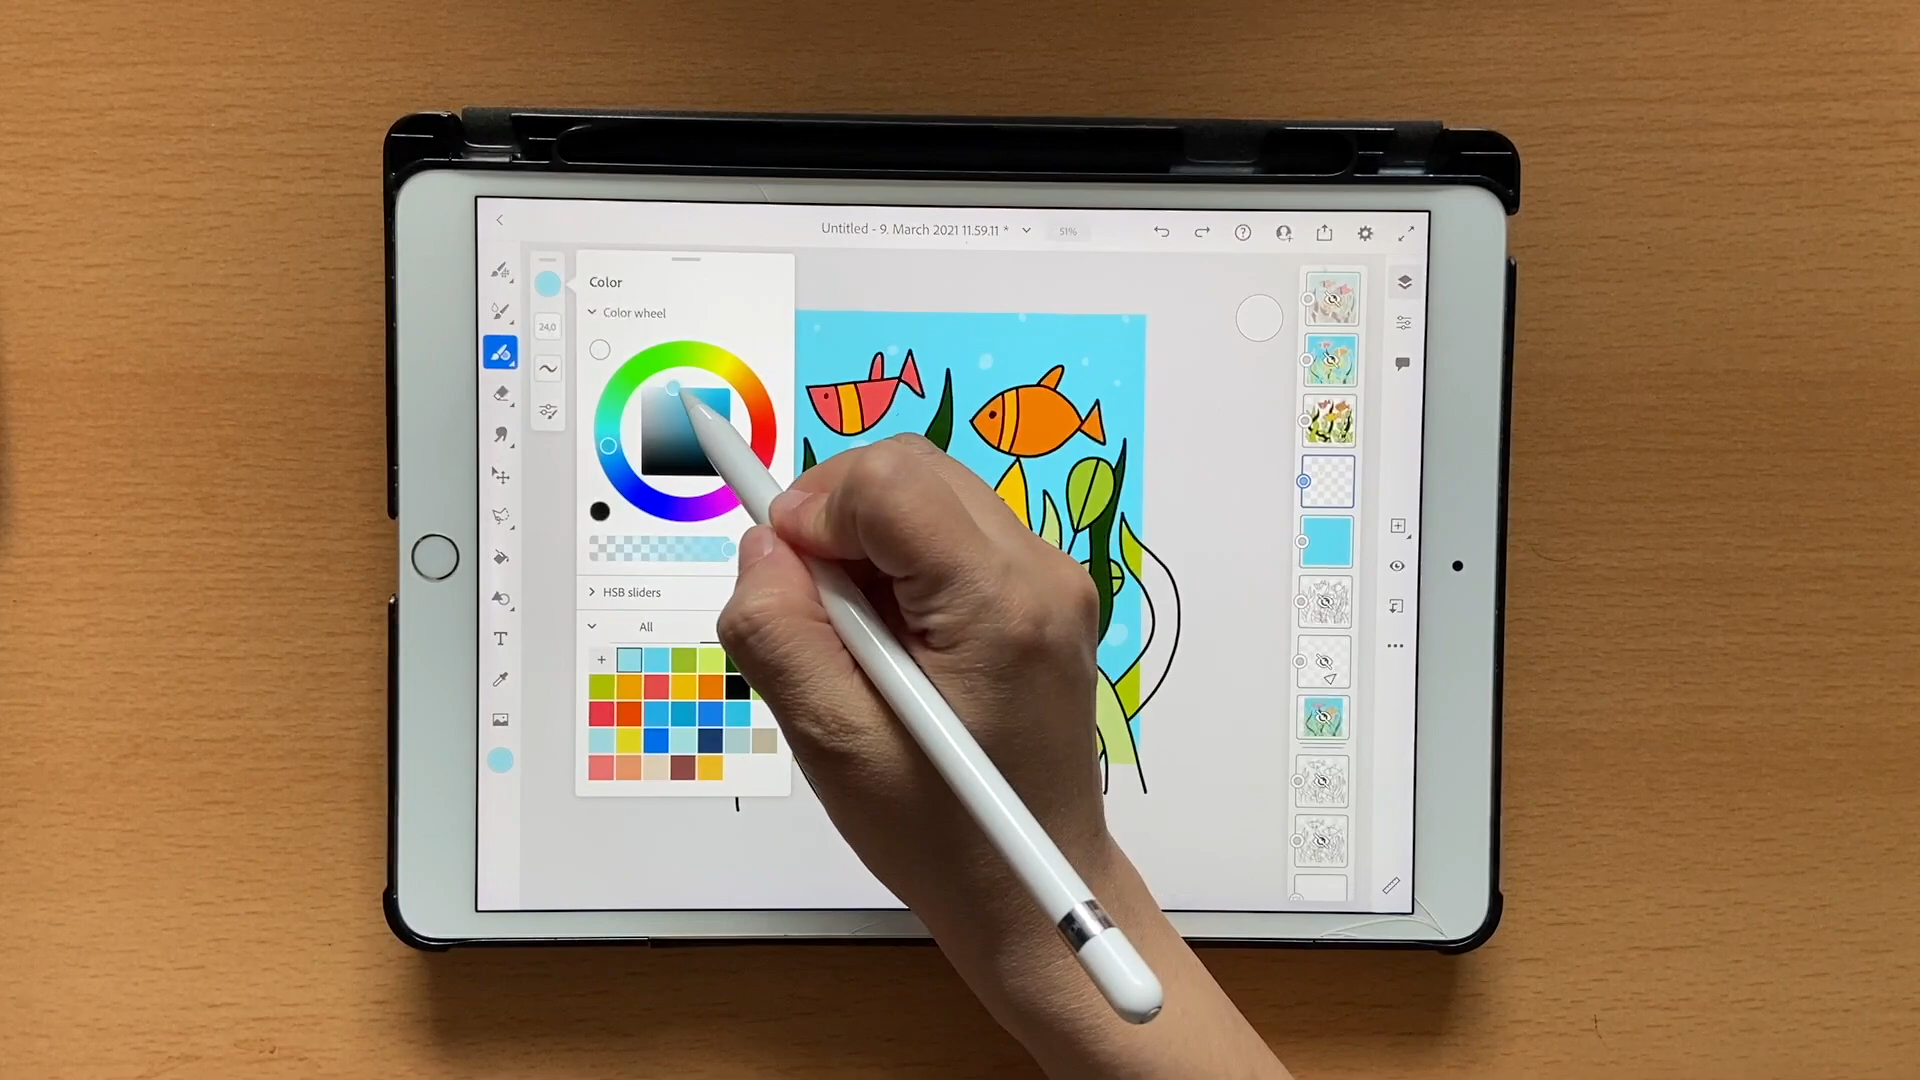 Untitled - 9. March 2021 11.59.11 *
51%
Color
Color wheel
24,0
HSB sliders
All
T